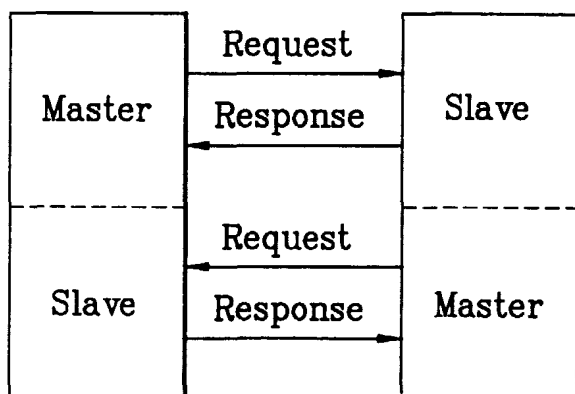 Request
Master
Response
Slave
Request
Slave
Response
Master